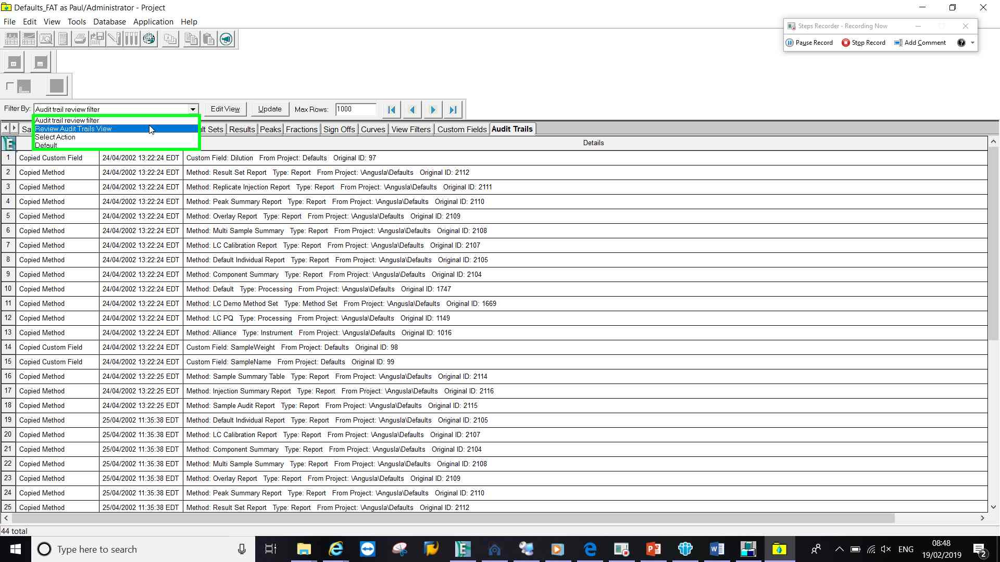 Defaults_FAT as Paul/Administrator - Project
File Edit View Tools Database Application Help
Steps Recorder - Recording Now
Pause Record Stop Record Add Comment
Filter By: Audit trail review filter Edit View Update Max Rows: 1000
Audit trail review filter
Review Audit Trails View
Select Action
Default
Sa lt Sets Results Peaks Fractions Sign Offs Curves View Filters Custom Fields Audit Trails
Details
1 Copied Custom Field 24/04/2002 13:22:24 EDT Custom Field: Dilution From Project: Defaults Original ID: 97
2 Copied Method 24/04/2002 13:22:24 EDT Method: Result Set Report Type: Report From Project: \Angusla\Defaults Original ID: 2112
3 Copied Method 24/04/2002 13:22:24 EDT Method: Replicate Injection Report Type: Report From Project: \Angusla\Defaults Original ID: 2111
4 Copied Method 24/04/2002 13:22:24 EDT Method: Peak Summary Report Type: Report From Project: \Angusla\Defaults Original ID: 2110
5 Copied Method 24/04/2002 13:22:24 EDT Method: Overlay Report Type: Report From Project: \Angusla\Defaults Original ID: 2109
6 Copied Method 24/04/2002 13:22:24 EDT Method: Multi Sample Summary Type: Report From Project: \Angusla\Defaults Original ID: 2108
7 Copied Method 24/04/2002 13:22:24 EDT Method: LC Calibration Report Type: Report From Project: \Angusla\Defaults Original ID: 2107
8 Copied Method 24/04/2002 13:22:24 EDT Method: Default Individual Report Type: Report From Project: \Angusla\Defaults Original ID: 2105
9 Copied Method 24/04/2002 13:22:24 EDT Method: Component Summary Type: Report From Project: \Angusla\Defaults Original ID: 2104
10 Copied Method 24/04/2002 13:22:24 EDT Method: Default Type: Processing From Project: \Angusla\Defaults Original ID: 1747
11 Copied Method 24/04/2002 13:22:24 EDT Method: LC Demo Method Set Type: Method Set From Project: \Angusla\Defaults Original ID: 1669
12 Copied Method 24/04/2002 13:22:24 EDT Method: LC PQ Type: Processing From Project: \Angusla\Defaults Original ID: 1149
13 Copied Method 24/04/2002 13:22:24 EDT Method: Alliance Type: Instrument From Project: \Angusla\Defaults Original ID: 1016
14 Copied Custom Field 24/04/2002 13:22:24 EDT Custom Field: SampleWeight From Project: Defaults Original ID: 98
15 Copied Custom Field 24/04/2002 13:22:24 EDT Custom Field: SampleName From Project: Defaults Original ID: 99
16 Copied Method 24/04/2002 13:22:25 EDT Method: Sample Summary Table Type: Report From Project: \Angusla\Defaults Original ID: 2114
17 Copied Method 24/04/2002 13:22:25 EDT Method: Injection Summary Report Type: Report From Project: \Angusla\Defaults Original ID: 2116
18 Copied Method 24/04/2002 13:22:25 EDT Method: Sample Audit Report Type: Report From Project: \Angusla\Defaults Original ID: 2115
19 Copied Method 25/04/2002 11:35:38 EDT Method: Default Individual Report Type: Report From Project: \Angusla\Defaults Original ID: 2105
20 Copied Method 25/04/2002 11:35:38 EDT Method: LC Calibration Report Type: Report From Project: \Angusla\Defaults Original ID: 2107
21 Copied Method 25/04/2002 11:35:38 EDT Method: Component Summary Type: Report From Project: \Angusla\Defaults Original ID: 2104
22 Copied Method 25/04/2002 11:35:38 EDT Method: Multi Sample Summary Type: Report From Project: \Angusla\Defaults Original ID: 2108
23 Copied Method 25/04/2002 11:35:38 EDT Method: Overlay Report Type: Report From Project: \Angusla\Defaults Original ID: 2109
24 Copied Method 25/04/2002 11:35:38 EDT Method: Peak Summary Report Type: Report From Project: \Angusla\Defaults Original ID: 2110
25 Copied Method 25/04/2002 11:35:38 EDT Method: Result Set Report Type: Report From Project: \Angusla\Defaults Original ID: 2112
44 total
Type here to search
ENG
08:48
19/02/2019
2